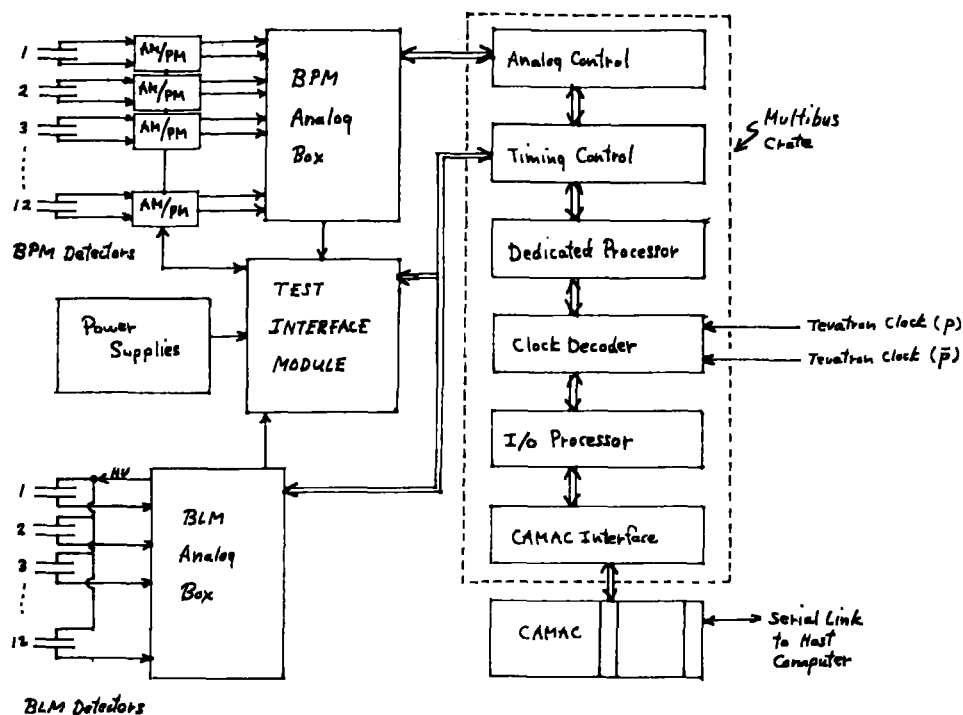 1
2
3
12
BPM Detectors
AM/PM
AM/PM
AM/PM
AM/PM
BPM
Analog
Box
TEST
INTERFACE
MODULE
Power
Supplies
1
2
3
12
HV
BLM Detectors
BLM
Analog
Box
Analog Control
Timing Control
Dedicated Processor
Clock Decoder
I/O Processor
CAMAC Interface
CAMAC
Multibus
Crate
Tevatron Clock (p)
Tevatron Clock (p̄)
Serial Link
to Host
Computer